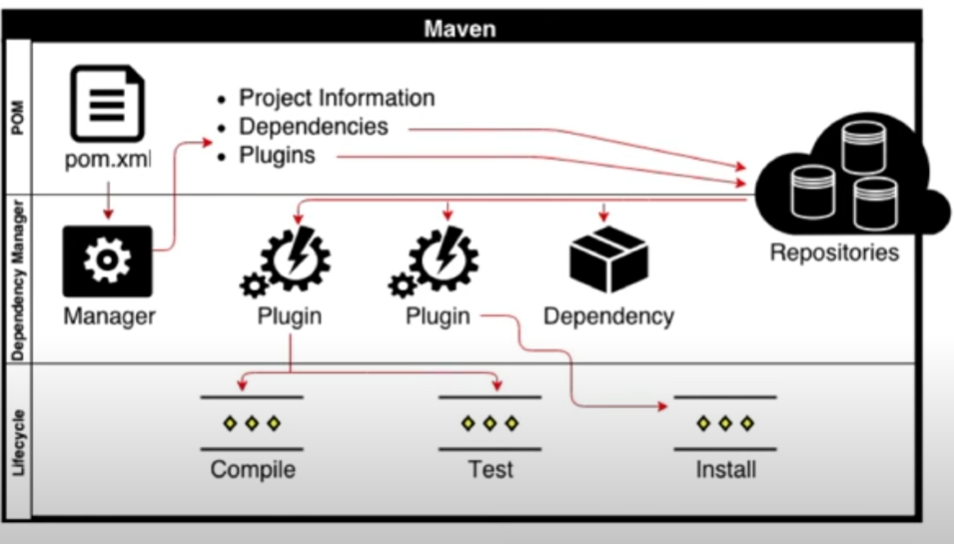 Maven
POM
pom.xml
Project Information
Dependencies
Plugins
Repositories
Dependency Manager
Manager
Plugin
Plugin
Dependency
Lifecycle
Compile
Test
Install